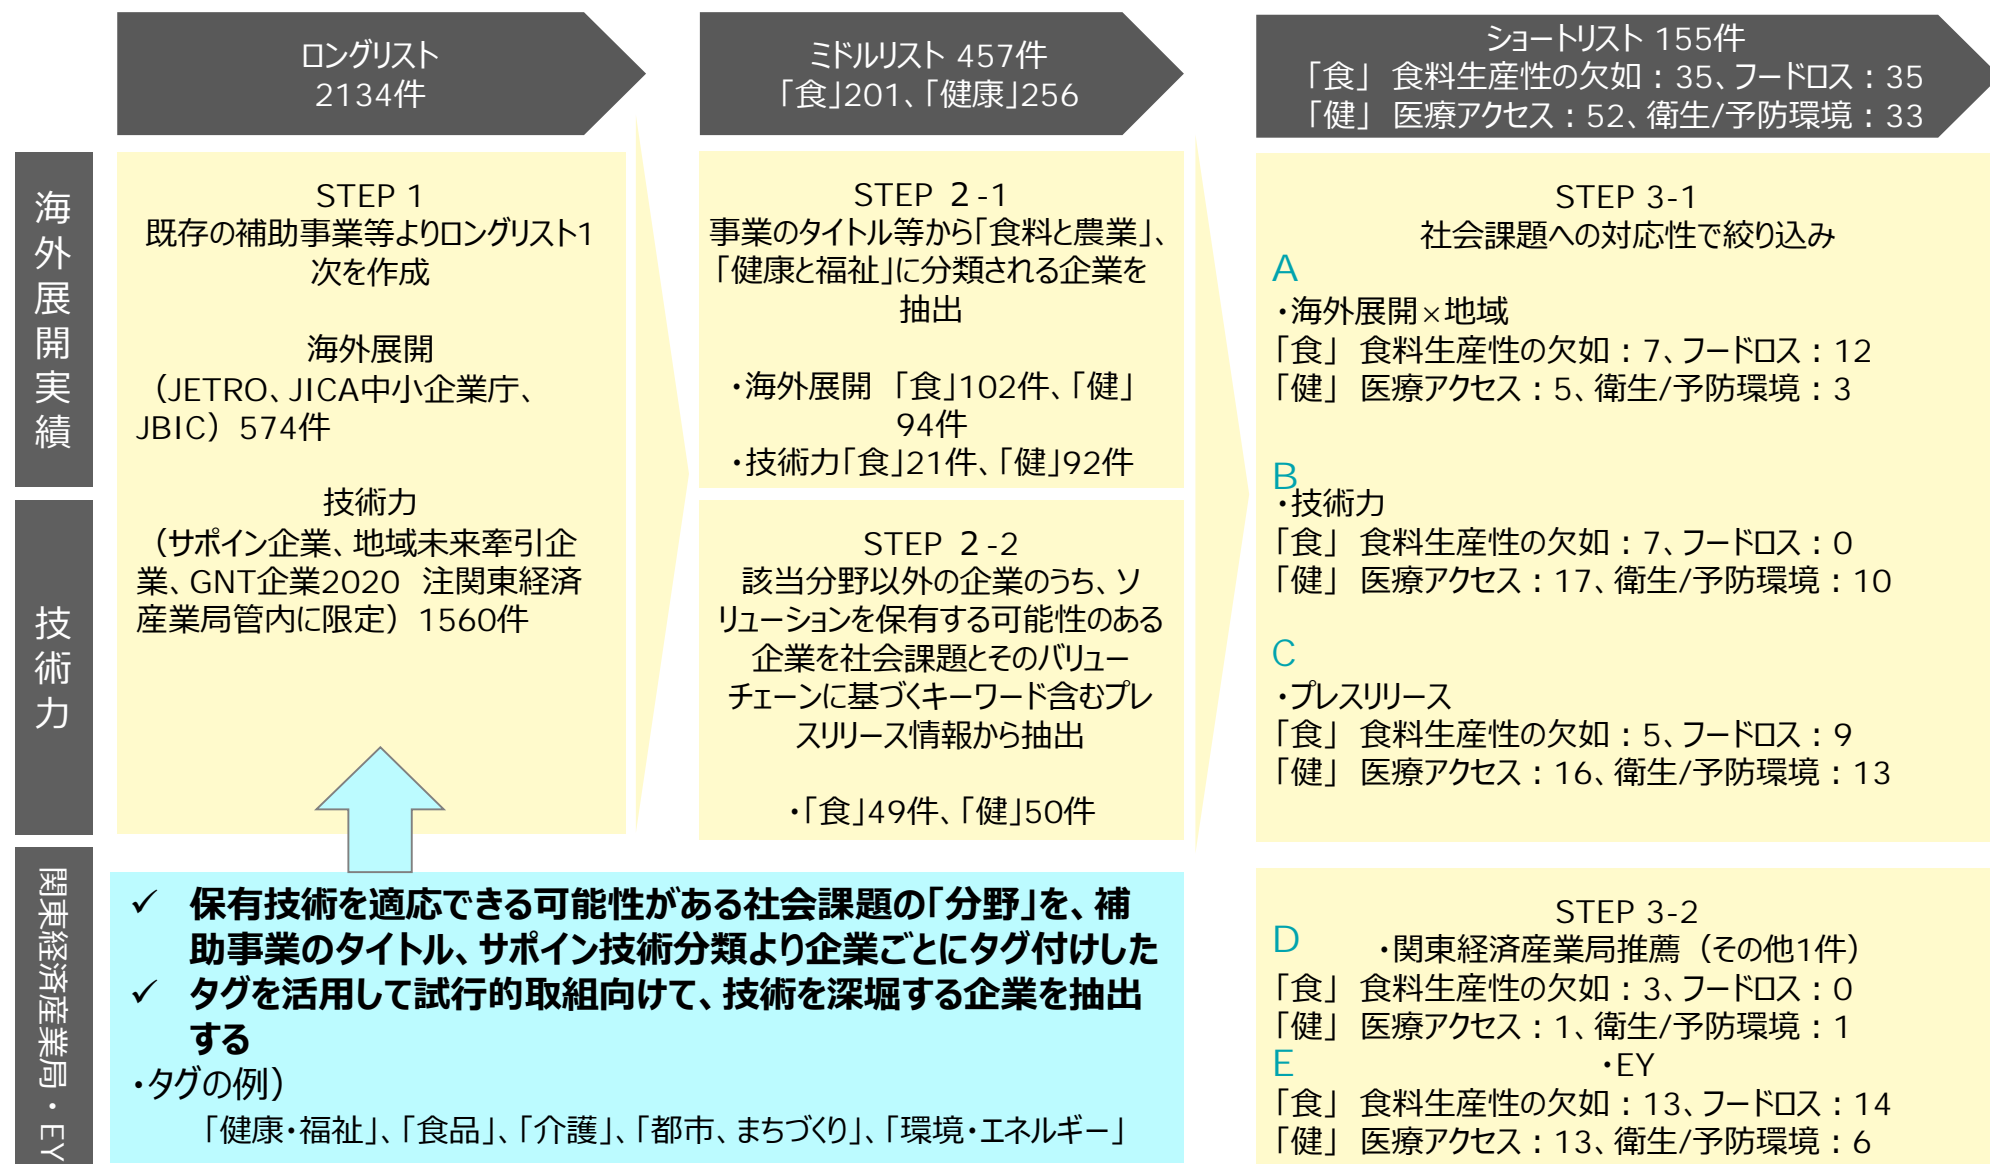 ロングリスト
2134件
ミドルリスト 457件
「食」201、「健康」256
ショートリスト 155件
「食」 食料生産性の欠如：35、フードロス：35
「健」 医療アクセス：52、衛生/予防環境：33
海外展開実績
技術力
関東経済産業局・EY
STEP 1
既存の補助事業等よりロングリスト1
次を作成
海外展開
（JETRO、JICA中小企業庁、
JBIC）574件
技術力
（サポイン企業、地域未来牽引企
業、GNT企業2020 注関東経済
産業局管内に限定）1560件
STEP ２-1
事業のタイトル等から「食料と農業」、
「健康と福祉」に分類される企業を
抽出
・海外展開 「食」102件、「健」
94件
・技術力「食」21件、「健」92件
STEP ２-2
該当分野以外の企業のうち、ソ
リューションを保有する可能性のある
企業を社会課題とそのバリュー
チェーンに基づくキーワード含むプレ
スリリース情報から抽出
・「食」49件、「健」50件
STEP 3-1
社会課題への対応性で絞り込み
A
・海外展開×地域
「食」 食料生産性の欠如：7、フードロス：12
「健」 医療アクセス：5、衛生/予防環境：3
B
・技術力
「食」 食料生産性の欠如：7、フードロス：0
「健」 医療アクセス：17、衛生/予防環境：10
C
・プレスリリース
「食」 食料生産性の欠如：5、フードロス：9
「健」 医療アクセス：16、衛生/予防環境：13
✓ 保有技術を適応できる可能性がある社会課題の「分野」を、補
助事業のタイトル、サポイン技術分類より企業ごとにタグ付けした
✓ タグを活用して試行的取組向けて、技術を深堀する企業を抽出
する
・タグの例）
「健康・福祉」、「食品」、「介護」、「都市、まちづくり」、「環境・エネルギー」
STEP 3-2
D ・関東経済産業局推薦（その他1件）
「食」 食料生産性の欠如：3、フードロス：0
「健」 医療アクセス：1、衛生/予防環境：1
E ・EY
「食」 食料生産性の欠如：13、フードロス：14
「健」 医療アクセス：13、衛生/予防環境：6